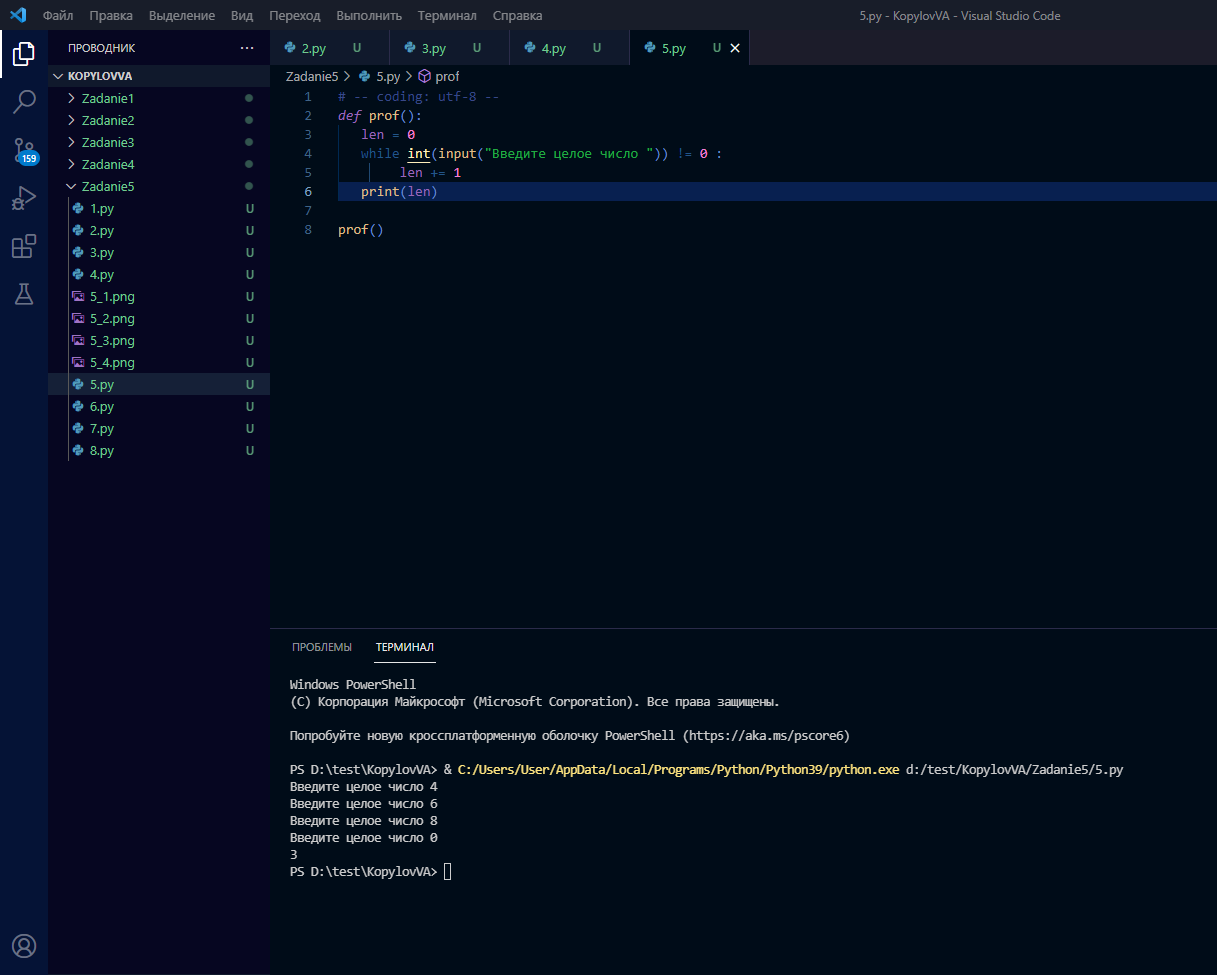 Файл Правка Выделение Вид Переход Выполнить Терминал Справка 5.py - KopylovVA - Visual Studio Code
ПРОВОДНИК ...
2.py U 3.py U 4.py U 5.py U
KOPYLOVVA
Zadanie5 > 5.py > prof
Zadanie1
Zadanie2
Zadanie3
Zadanie4
Zadanie5
1.py U
2.py U
3.py U
4.py U
5_1.png U
5_2.png U
5_3.png U
5_4.png U
5.py U
6.py U
7.py U
8.py U
159
1 # -- coding: utf-8 --
2 def prof():
3 len = 0
4 while int(input("Введите целое число ")) != 0 :
5 len += 1
6 print(len)
7
8 prof()
ПРОБЛЕМЫ ТЕРМИНАЛ
Windows PowerShell
(C) Корпорация Майкрософт (Microsoft Corporation). Все права защищены.
Попробуйте новую кроссплатформенную оболочку PowerShell (https://aka.ms/pscore6)
PS D:\test\KopylovVA> & C:/Users/User/AppData/Local/Programs/Python/Python39/python.exe d:/test/KopylovVA/Zadanie5/5.py
Введите целое число 4
Введите целое число 6
Введите целое число 8
Введите целое число 0
3
PS D:\test\KopylovVA>